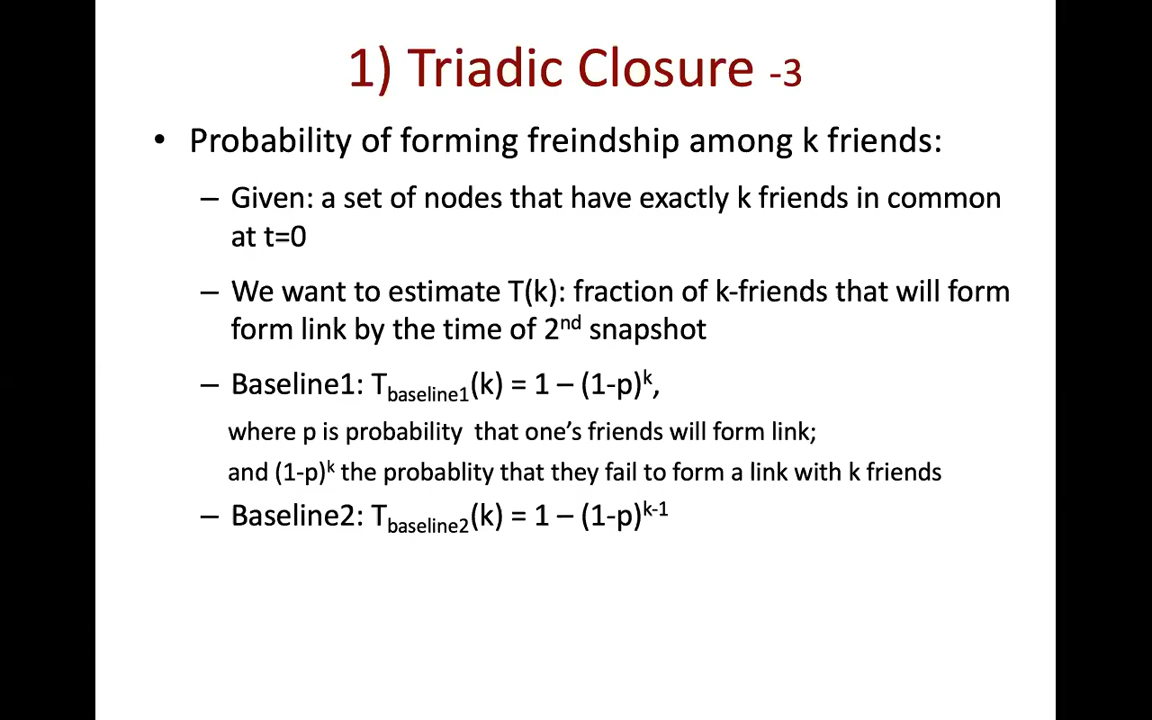 1) Triadic Closure -3
• Probability of forming freindship among k friends:
– Given: a set of nodes that have exactly k friends in common
at t=0
– We want to estimate T(k): fraction of k-friends that will form
form link by the time of 2nd snapshot
– Baseline1: Tbaseline1(k) = 1 – (1-p)k,
where p is probability that one’s friends will form link;
and (1-p)k the probablity that they fail to form a link with k friends
– Baseline2: Tbaseline2(k) = 1 – (1-p)k-1